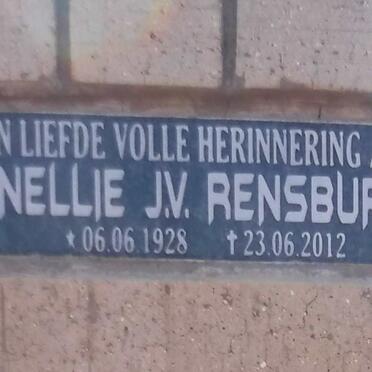 N LIEFDE VOLLE HERINNERING
NELLIE J.V. RENSBUR
* 06.06.1928 † 23.06.2012